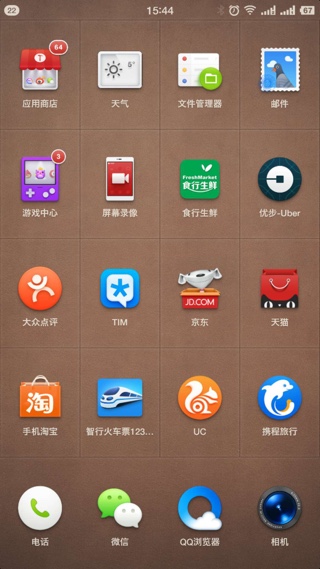 22
15:44
67
64
T
5°
应用商店
天气
文件管理器
邮件
3
FreshMarket
食行生鲜
游戏中心
屏幕录像
食行生鲜
优步-Uber
JD.COM
大众点评
TIM
京东
天猫
淘
手机淘宝
智行火车票123...
UC
携程旅行
电话
微信
QQ浏览器
相机